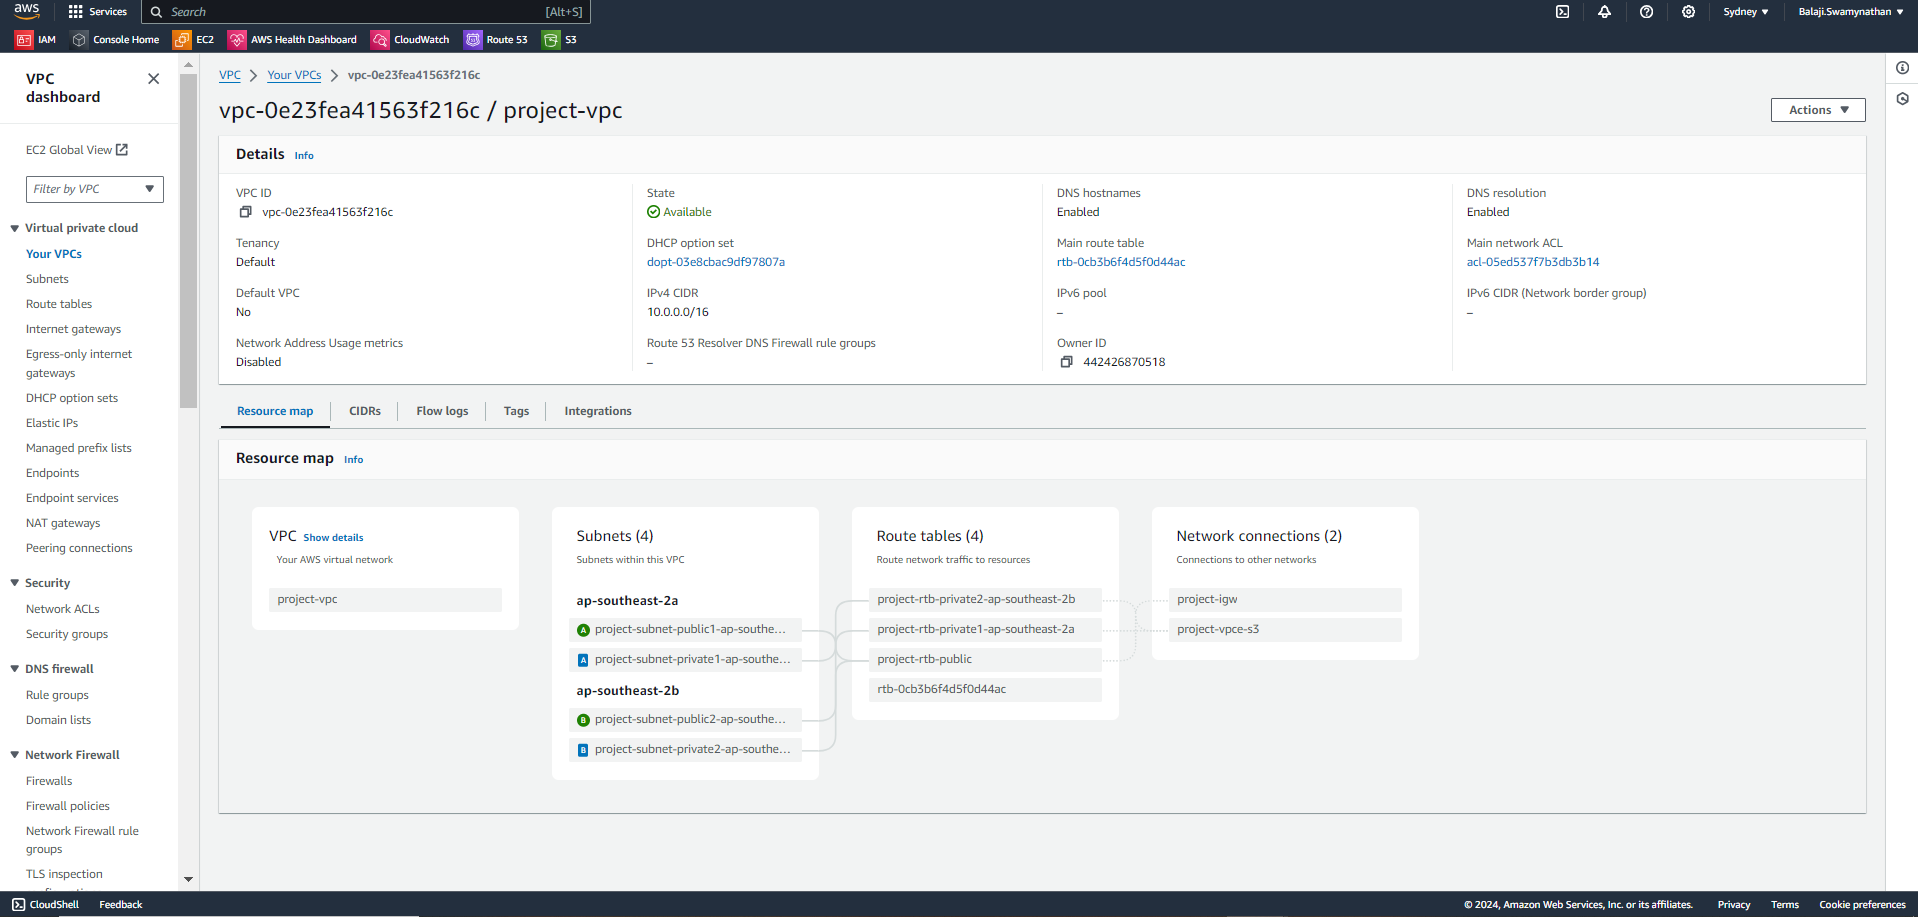 aws
Services
Search
[Alt+S]
Sydney
Balaji.Swamynathan
IAM
Console Home
EC2
AWS Health Dashboard
CloudWatch
Route 53
S3
VPC
dashboard
EC2 Global View
Filter by VPC
Virtual private cloud
Your VPCs
Subnets
Route tables
Internet gateways
Egress-only internet
gateways
DHCP option sets
Elastic IPs
Managed prefix lists
Endpoints
Endpoint services
NAT gateways
Peering connections
Security
Network ACLs
Security groups
DNS firewall
Rule groups
Domain lists
Network Firewall
Firewalls
Firewall policies
Network Firewall rule
groups
TLS inspection
VPC > Your VPCs > vpc-0e23fea41563f216c
vpc-0e23fea41563f216c / project-vpc
Actions
Details Info
VPC ID
vpc-0e23fea41563f216c
State
Available
DNS hostnames
Enabled
DNS resolution
Enabled
Tenancy
Default
DHCP option set
dopt-03e8cbac9df97807a
Main route table
rtb-0cb3b6f4d5f0d44ac
Main network ACL
acl-05ed537f7b3db3b14
Default VPC
No
IPv4 CIDR
10.0.0.0/16
IPv6 pool
–
IPv6 CIDR (Network border group)
–
Network Address Usage metrics
Disabled
Route 53 Resolver DNS Firewall rule groups
–
Owner ID
442426870518
Resource map
CIDRs
Flow logs
Tags
Integrations
Resource map Info
VPC Show details
Your AWS virtual network
project-vpc
Subnets (4)
Subnets within this VPC
ap-southeast-2a
A project-subnet-public1-ap-southe...
A project-subnet-private1-ap-southe...
ap-southeast-2b
B project-subnet-public2-ap-southe...
B project-subnet-private2-ap-southe...
Route tables (4)
Route network traffic to resources
project-rtb-private2-ap-southeast-2b
project-rtb-private1-ap-southeast-2a
project-rtb-public
rtb-0cb3b6f4d5f0d44ac
Network connections (2)
Connections to other networks
project-igw
project-vpce-s3
CloudShell
Feedback
© 2024, Amazon Web Services, Inc. or its affiliates.
Privacy
Terms
Cookie preferences